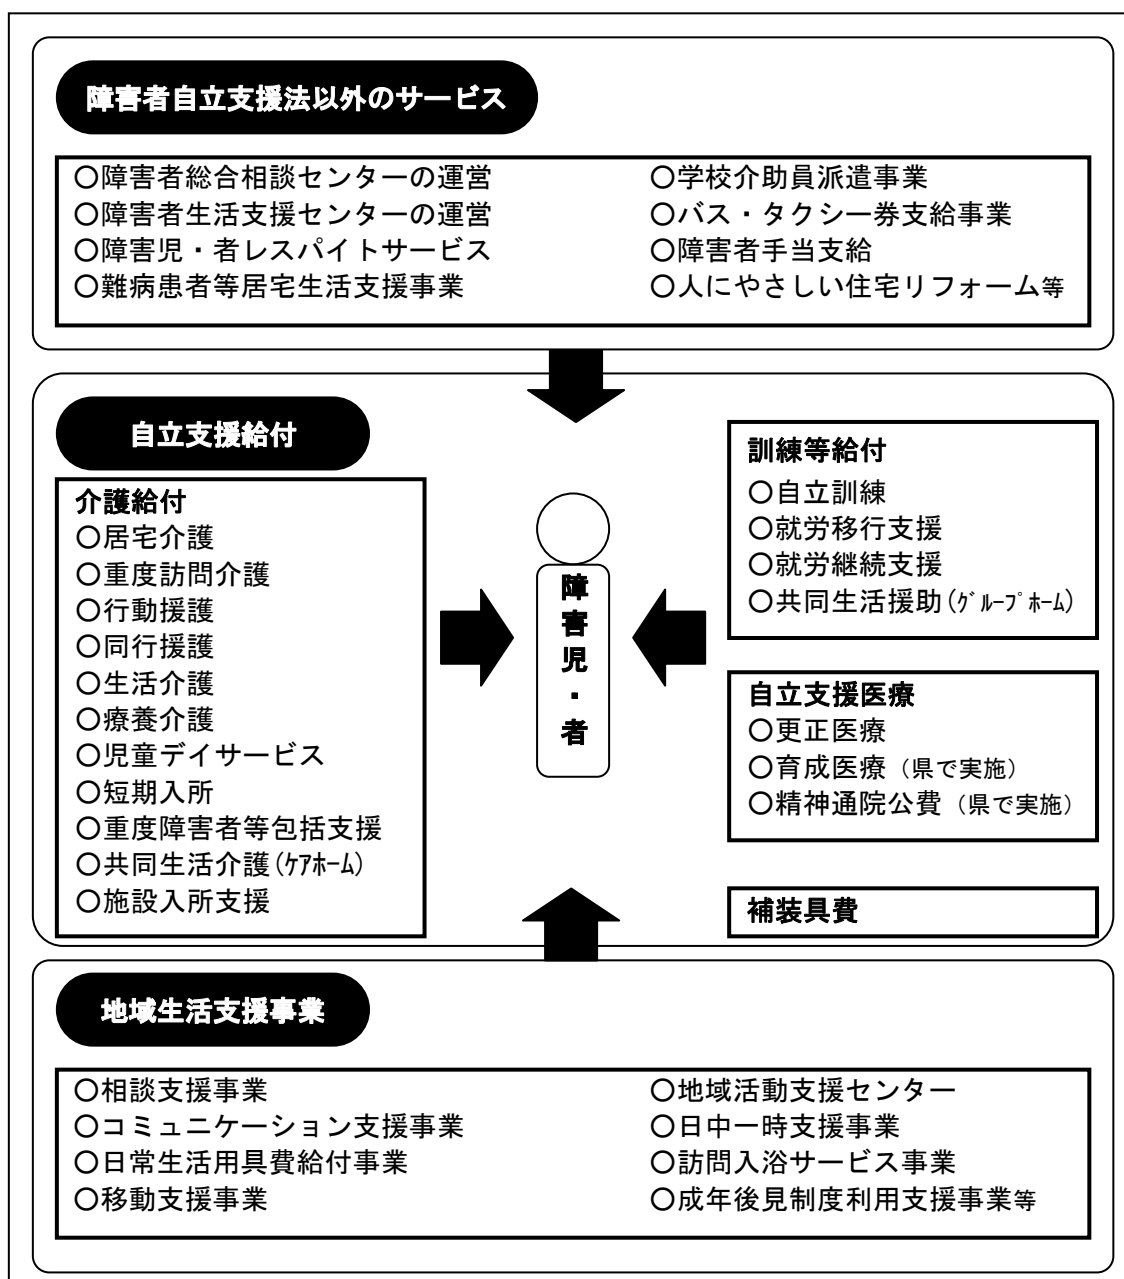 障害者自立支援法以外のサービス
○障害者総合相談センターの運営
○障害者生活支援センターの運営
○障害児・者レスパイトサービス
○難病患者等居宅生活支援事業
○学校介助員派遣事業
○バス・タクシー券支給事業
○障害者手当支給
○人にやさしい住宅リフォーム等
自立支援給付
介護給付
○居宅介護
○重度訪問介護
○行動援護
○同行援護
○生活介護
○療養介護
○児童デイサービス
○短期入所
○重度障害者等包括支援
○共同生活介護(ケアホーム)
○施設入所支援
障害児・者
訓練等給付
○自立訓練
○就労移行支援
○就労継続支援
○共同生活援助(グループホーム)
自立支援医療
○更正医療
○育成医療（県で実施）
○精神通院公費（県で実施）
補装具費
地域生活支援事業
○相談支援事業
○コミュニケーション支援事業
○日常生活用具費給付事業
○移動支援事業
○地域活動支援センター
○日中一時支援事業
○訪問入浴サービス事業
○成年後見制度利用支援事業等